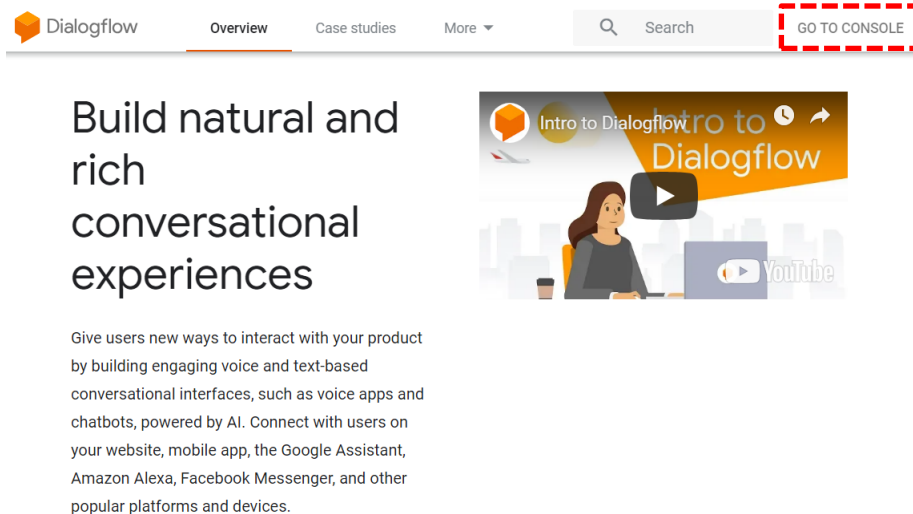 Dialogflow
Overview
Case studies
More
Search
GO TO CONSOLE
Build natural and
rich
conversational
experiences
Intro to Dialogflow
Intro to
Dialogflow
YouTube
Give users new ways to interact with your product
by building engaging voice and text-based
conversational interfaces, such as voice apps and
chatbots, powered by AI. Connect with users on
your website, mobile app, the Google Assistant,
Amazon Alexa, Facebook Messenger, and other
popular platforms and devices.